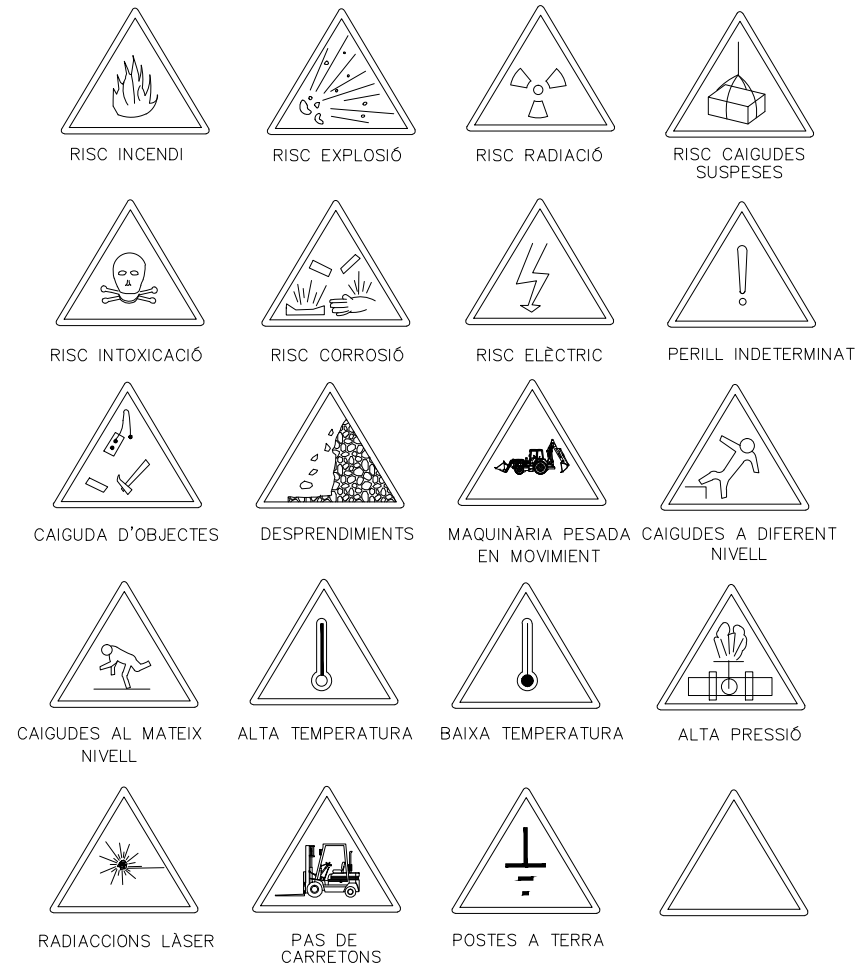 RISC INCENDI
RISC EXPLOSIÓ
RISC RADIACIÓ
RISC CAIGUDES
SUSPESES
RISC INTOXICACIÓ
RISC CORROSIÓ
RISC ELÈCTRIC
PERILL INDETERMINAT
CAIGUDA D'OBJECTES
DESPRENDIMIENTS
MAQUINÀRIA PESADA
EN MOVIMIENT
CAIGUDES A DIFERENT
NIVELL
CAIGUDES AL MATEIX
NIVELL
ALTA TEMPERATURA
BAIXA TEMPERATURA
ALTA PRESSIÓ
RADIACCIONS LÀSER
PAS DE
CARRETONS
POSTES A TERRA